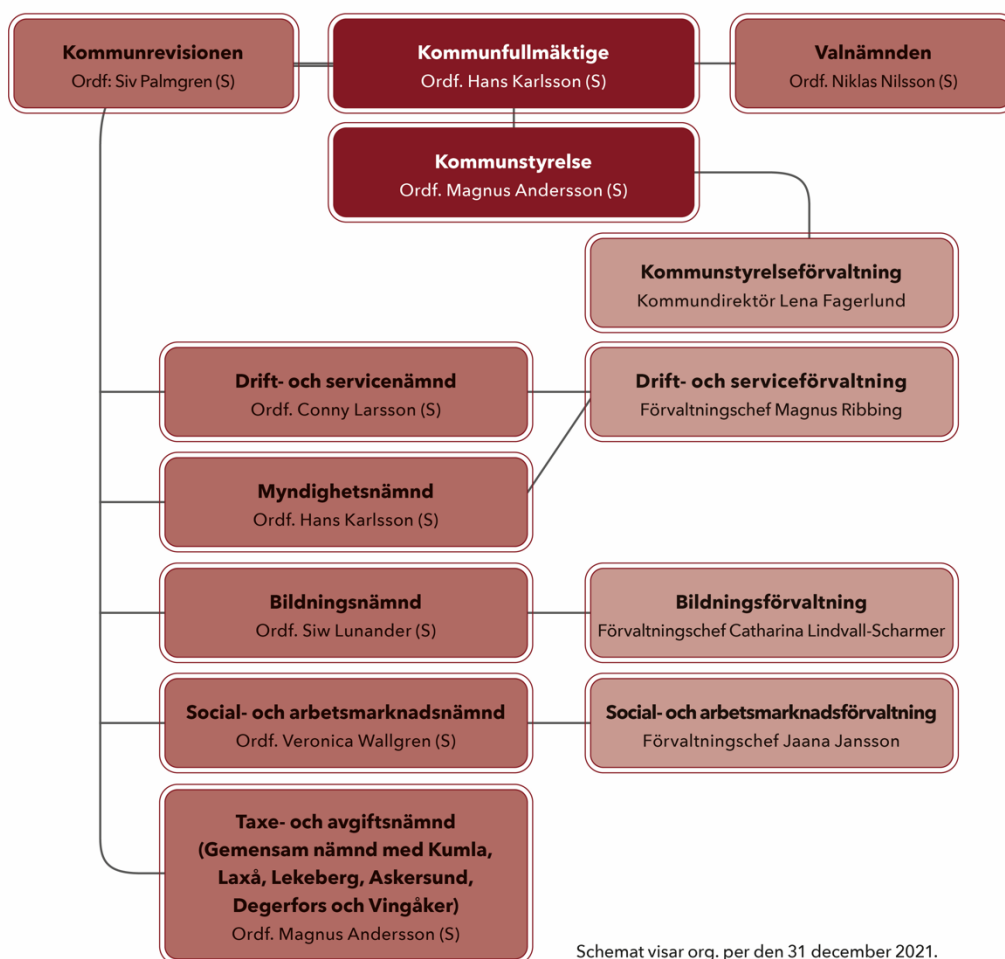 Kommunrevisionen
Ordf: Siv Palmgren (S)
Kommunfullmäktige
Ordf. Hans Karlsson (S)
Valnämnden
Ordf. Niklas Nilsson (S)
Kommunstyrelse
Ordf. Magnus Andersson (S)
Kommunstyrelseförvaltning
Kommundirektör Lena Fagerlund
Drift- och servicenämnd
Ordf. Conny Larsson (S)
Drift- och serviceförvaltning
Förvaltningschef Magnus Ribbing
Myndighetsnämnd
Ordf. Hans Karlsson (S)
Bildningsnämnd
Ordf. Siw Lunander (S)
Bildningsförvaltning
Förvaltningschef Catharina Lindvall-Scharmer
Social- och arbetsmarknadsnämnd
Ordf. Veronica Wallgren (S)
Social- och arbetsmarknadsförvaltning
Förvaltningschef Jaana Jansson
Taxe- och avgiftsnämnd
(Gemensam nämnd med Kumla,
Laxå, Lekeberg, Askersund,
Degerfors och Vingåker)
Ordf. Magnus Andersson (S)
Schemat visar org. per den 31 december 2021.